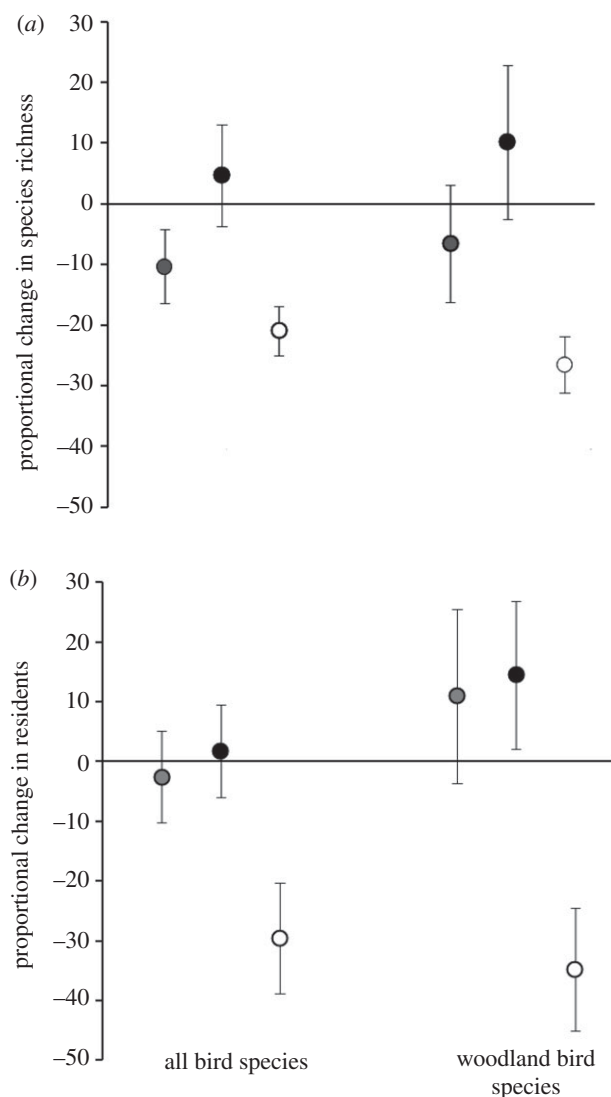 (a)
proportional change in species richness
30
20
10
0
–10
–20
–30
–40
–50
(b)
proportional change in residents
30
20
10
0
–10
–20
–30
–40
–50
all bird species
woodland bird
species